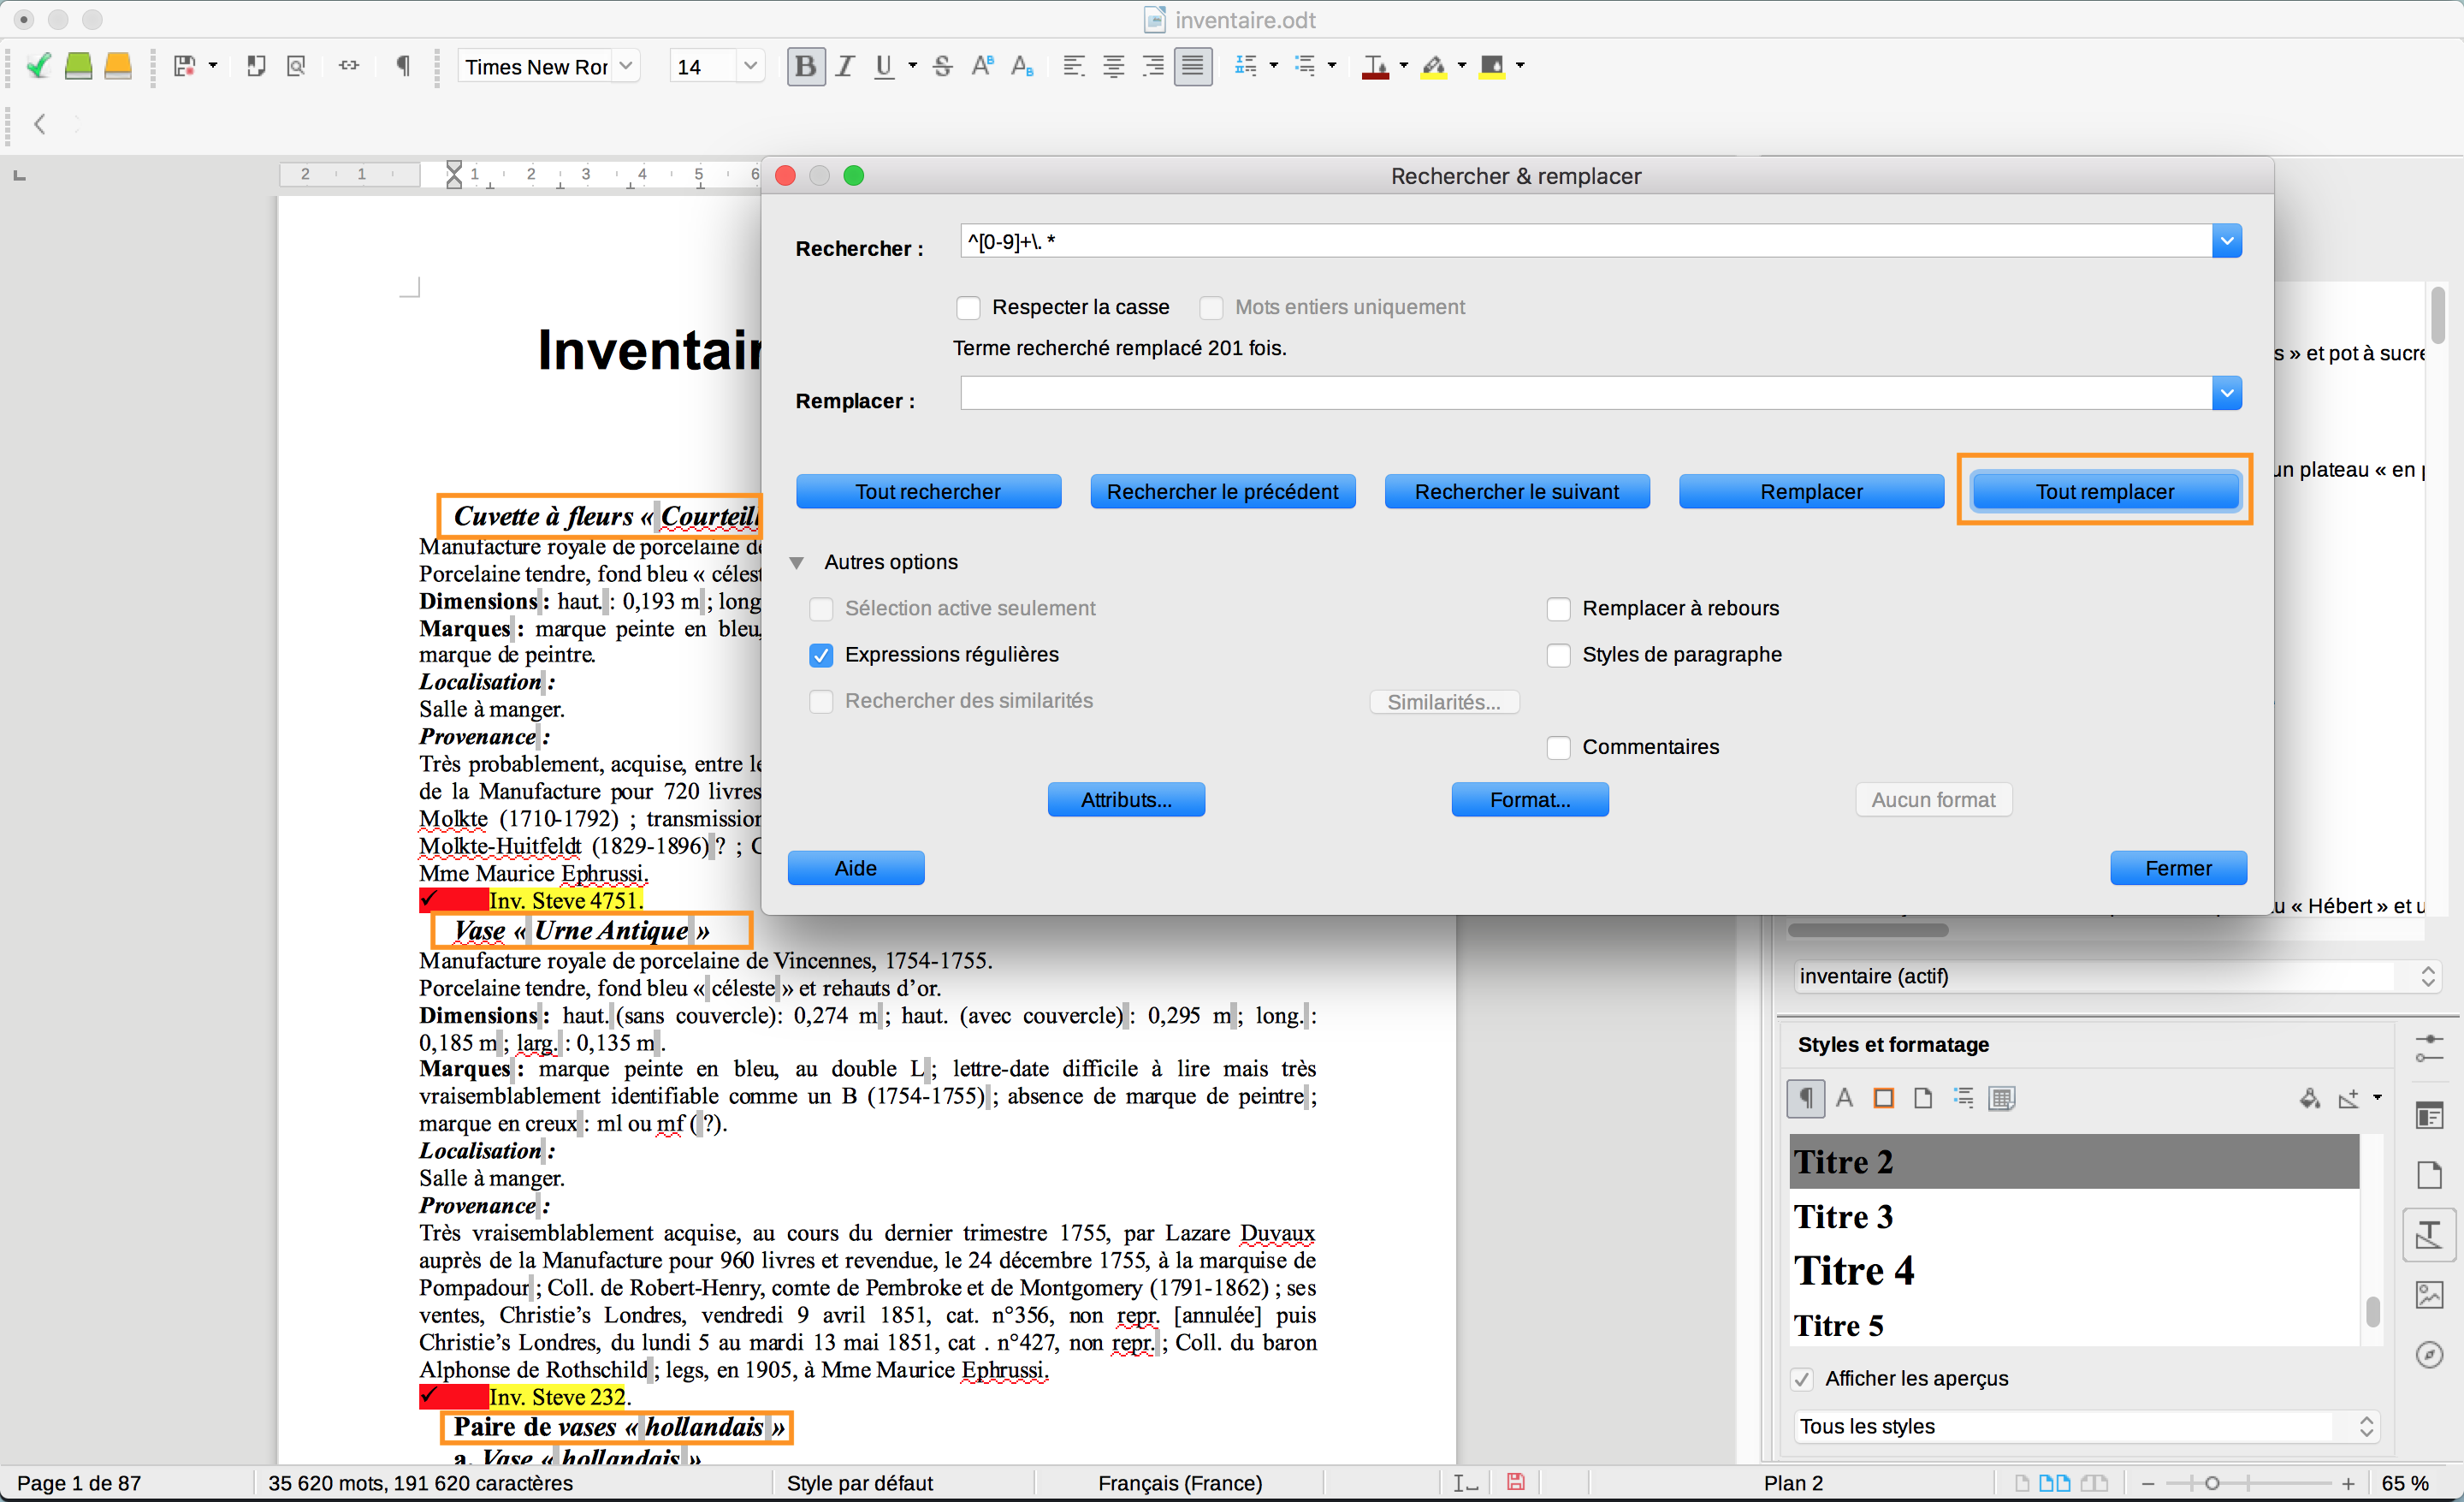 inventaire.odt
Times New Ror
14
2 1 1 2 3 4 5 6
Rechercher & remplacer
Rechercher :
^[0-9]+\. *
Respecter la casse
Mots entiers uniquement
Terme recherché remplacé 201 fois.
Remplacer :
Tout rechercher
Rechercher le précédent
Rechercher le suivant
Remplacer
Tout remplacer
Autres options
Sélection active seulement
Remplacer à rebours
Expressions régulières
Styles de paragraphe
Rechercher des similarités
Similarités...
Commentaires
Attributs...
Format...
Aucun format
Aide
Fermer
Inventair
Cuvette à fleurs « Courteill
Manufacture royale de porcelaine de
Porcelaine tendre, fond bleu « célest
Dimensions : haut. : 0,193 m ; long
Marques : marque peinte en bleu,
marque de peintre.
Localisation :
Salle à manger.
Provenance :
Très probablement, acquise, entre le
de la Manufacture pour 720 livres
Molkte (1710-1792) ; transmission
Molkte-Huitfeldt (1829-1896) ? ; C
Mme Maurice Ephrussi.
✓ Inv. Steve 4751.
Vase « Urne Antique »
Manufacture royale de porcelaine de Vincennes, 1754-1755.
Porcelaine tendre, fond bleu « céleste » et rehauts d’or.
Dimensions : haut. (sans couvercle): 0,274 m ; haut. (avec couvercle) : 0,295 m ; long. :
0,185 m ; larg. : 0,135 m .
Marques : marque peinte en bleu, au double L ; lettre-date difficile à lire mais très
vraisemblablement identifiable comme un B (1754-1755) ; absence de marque de peintre ;
marque en creux : ml ou mf ( ?).
Localisation :
Salle à manger.
Provenance :
Très vraisemblablement acquise, au cours du dernier trimestre 1755, par Lazare Duvaux
auprès de la Manufacture pour 960 livres et revendue, le 24 décembre 1755, à la marquise de
Pompadour ; Coll. de Robert-Henry, comte de Pembroke et de Montgomery (1791-1862) ; ses
ventes, Christie’s Londres, vendredi 9 avril 1851, cat. n°356, non repr. [annulée] puis
Christie’s Londres, du lundi 5 au mardi 13 mai 1851, cat . n°427, non repr. ; Coll. du baron
Alphonse de Rothschild ; legs, en 1905, à Mme Maurice Ephrussi.
✓ Inv. Steve 232.
Paire de vases « hollandais »
a. Vase « hollandais »
s » et pot à sucre
un plateau « en p
u « Hébert » et u
inventaire (actif)
Styles et formatage
Titre 2
Titre 3
Titre 4
Titre 5
Afficher les aperçus
Tous les styles
Page 1 de 87
35 620 mots, 191 620 caractères
Style par défaut
Français (France)
Plan 2
65 %